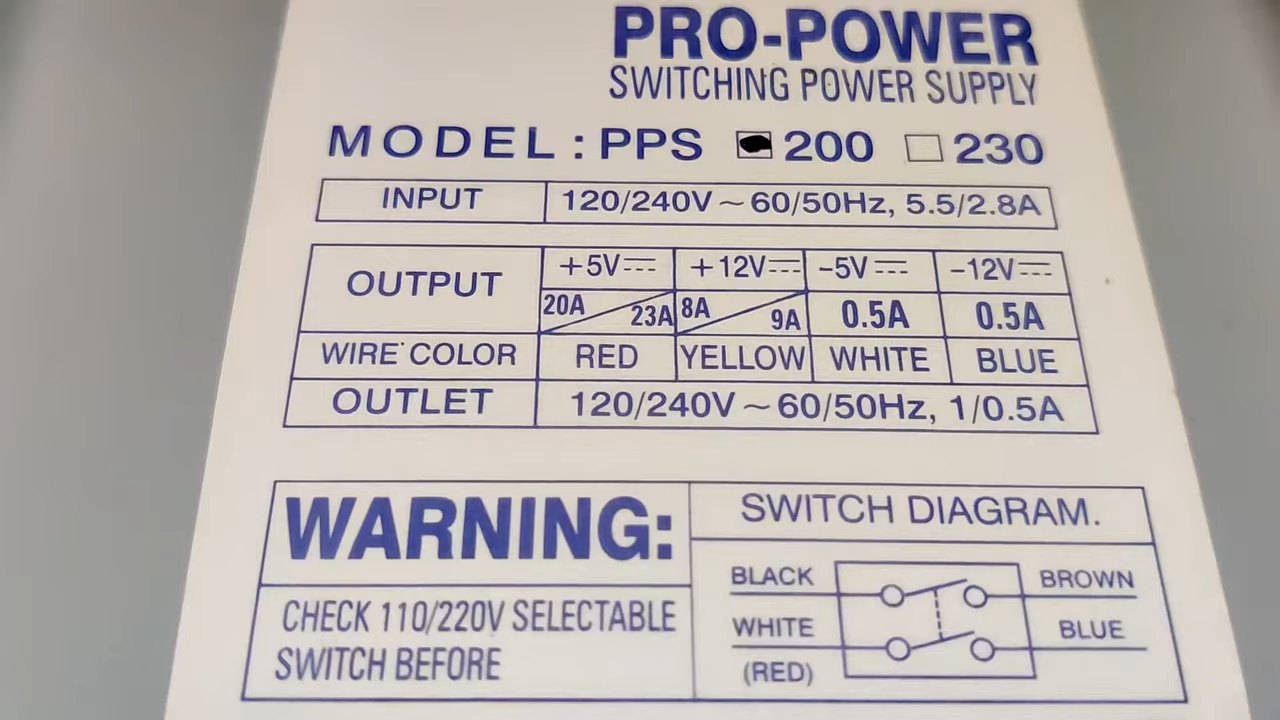 PRO-POWER
SWITCHING POWER SUPPLY
MODEL : PPS 200 230
INPUT 120/240V ~ 60/50Hz, 5.5/2.8A
OUTPUT +5V +12V -5V -12V
20A 23A 8A 9A 0.5A 0.5A
WIRE COLOR RED YELLOW WHITE BLUE
OUTLET 120/240V ~ 60/50Hz, 1/0.5A
WARNING:
CHECK 110/220V SELECTABLE
SWITCH BEFORE
SWITCH DIAGRAM.
BLACK BROWN
WHITE BLUE
(RED)